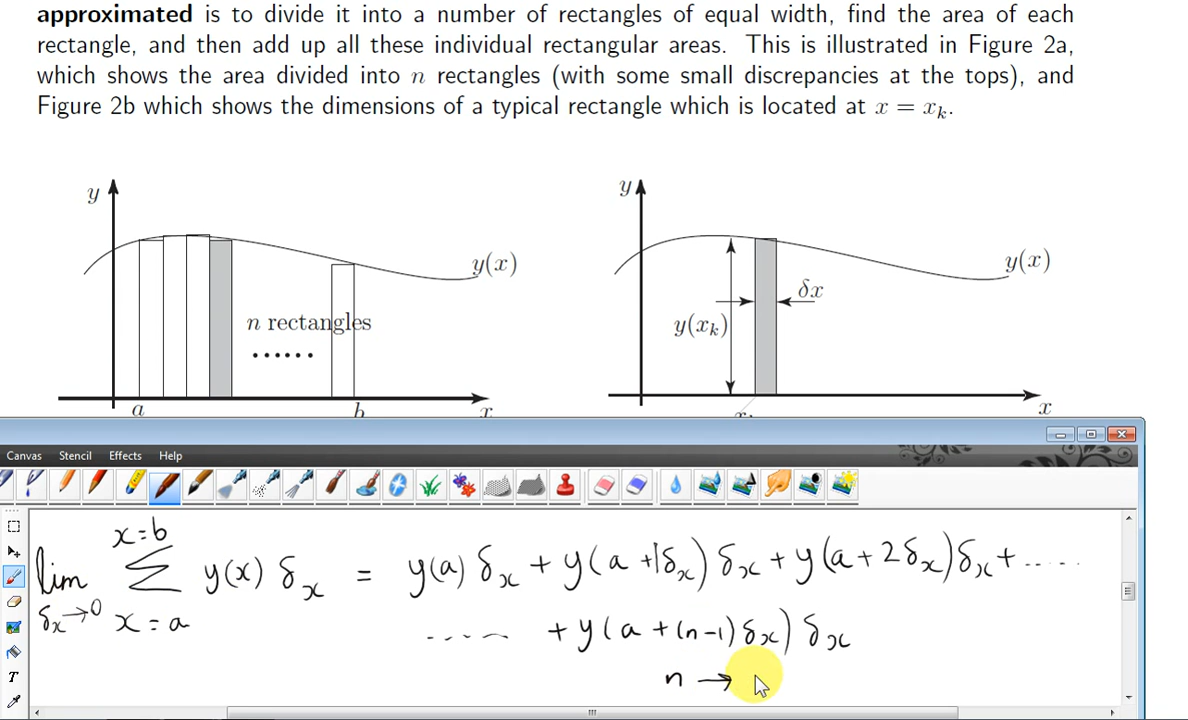 approximated is to divide it into a number of rectangles of equal width, find the area of each
rectangle, and then add up all these individual rectangular areas. This is illustrated in Figure 2a,
which shows the area divided into n rectangles (with some small discrepancies at the tops), and
Figure 2b which shows the dimensions of a typical rectangle which is located at x = xₖ.
y
y(x)
n rectangles
......
a
b
x
y
y(x)
δx
y(xₖ)
x
Canvas Stencil Effects Help
x=b
lim Σ y(x) δx = y(a) δx + y(a + 1δx) δx + y(a + 2δx) δx + .....
δx→0 x = a
..... + y(a + (n-1) δx) δx
n →
T